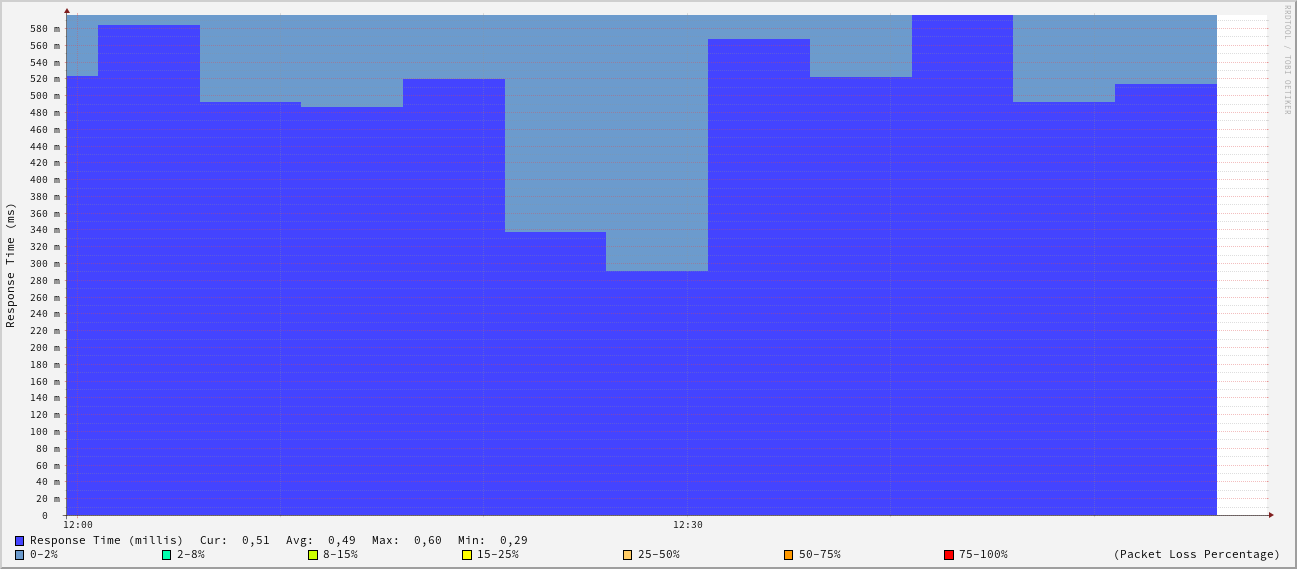 RRDTOOL / TOBI OETIKER
Response Time (ms)
580 m
560 m
540 m
520 m
500 m
480 m
460 m
440 m
420 m
400 m
380 m
360 m
340 m
320 m
300 m
280 m
260 m
240 m
220 m
200 m
180 m
160 m
140 m
120 m
100 m
80 m
60 m
40 m
20 m
0
12:00 12:30
Response Time (millis) Cur: 0,51 Avg: 0,49 Max: 0,60 Min: 0,29
0-2% 2-8% 8-15% 15-25% 25-50% 50-75% 75-100% (Packet Loss Percentage)